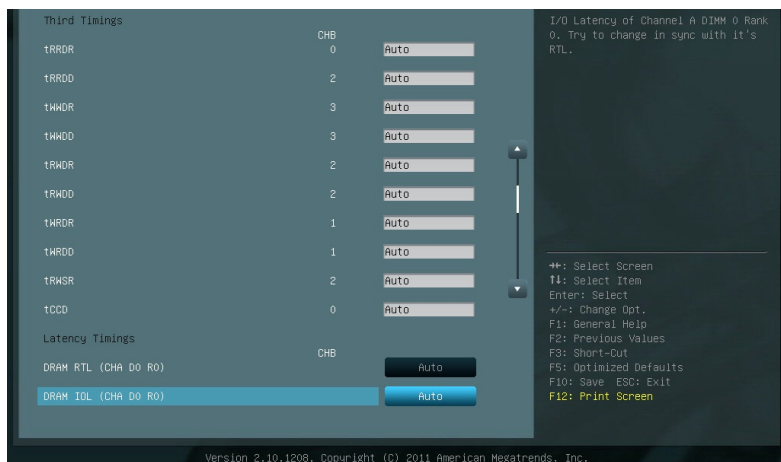 Third Timings
CHB
tRRDR 0 Auto
tRRDD 2 Auto
tWWDR 3 Auto
tWWDD 3 Auto
tRWDR 2 Auto
tRWDD 2 Auto
tWRDR 1 Auto
tWRDD 1 Auto
tRWSR 2 Auto
tCCD 0 Auto
Latency Timings
CHB
DRAM RTL (CHA D0 R0) Auto
DRAM IOL (CHA D0 R0) Auto
I/O Latency of Channel A DIMM 0 Rank
0. Try to change in sync with it's
RTL.
→←: Select Screen
↑↓: Select Item
Enter: Select
+/-: Change Opt.
F1: General Help
F2: Previous Values
F3: Short-Cut
F5: Optimized Defaults
F10: Save ESC: Exit
F12: Print Screen
Version 2.10.1208. Copyright (C) 2011 American Megatrends, Inc.